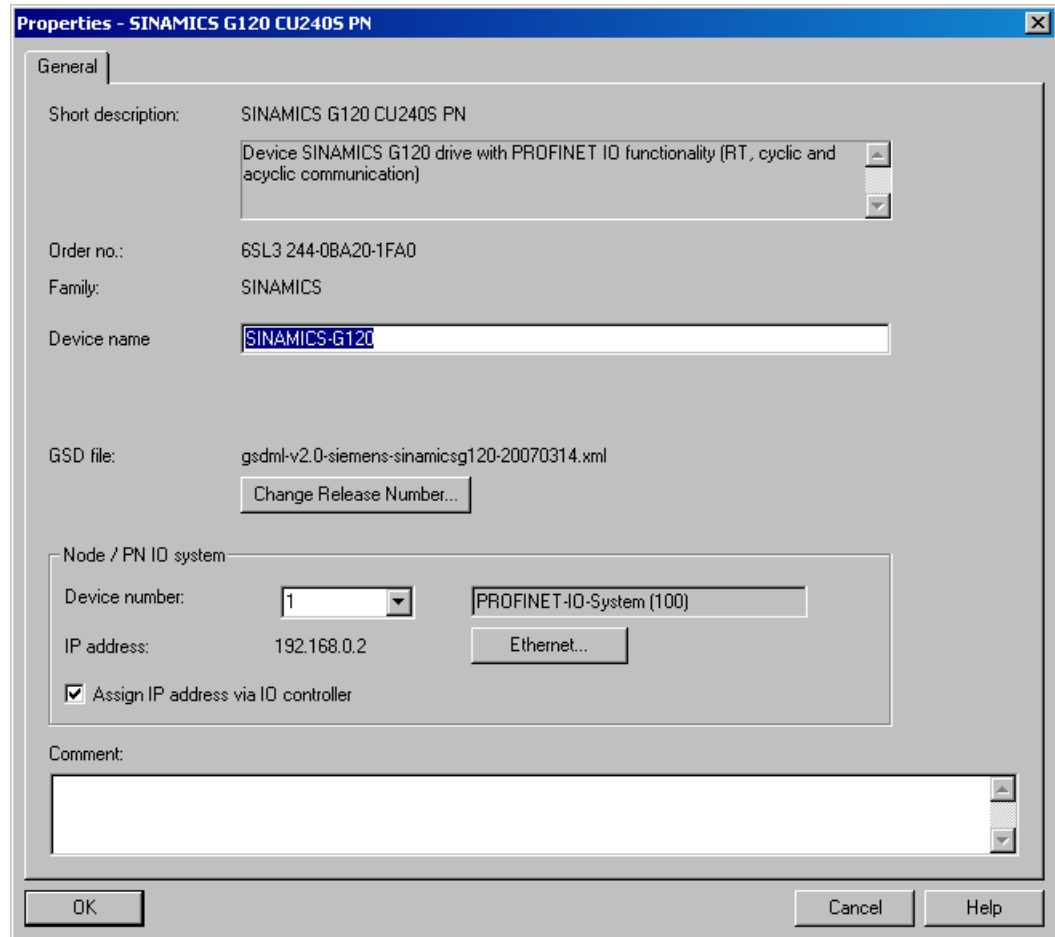 Properties - SINAMICS G120 CU240S PN
General
Short description: SINAMICS G120 CU240S PN
Device SINAMICS G120 drive with PROFINET IO functionality (RT, cyclic and
acyclic communication)
Order no.: 6SL3 244-0BA20-1FA0
Family: SINAMICS
Device name SINAMICS-G120
GSD file: gsdml-v2.0-siemens-sinamicsg120-20070314.xml
Change Release Number...
Node / PN IO system
Device number: 1 PROFINET-IO-System (100)
IP address: 192.168.0.2 Ethernet...
Assign IP address via IO controller
Comment:
OK Cancel Help